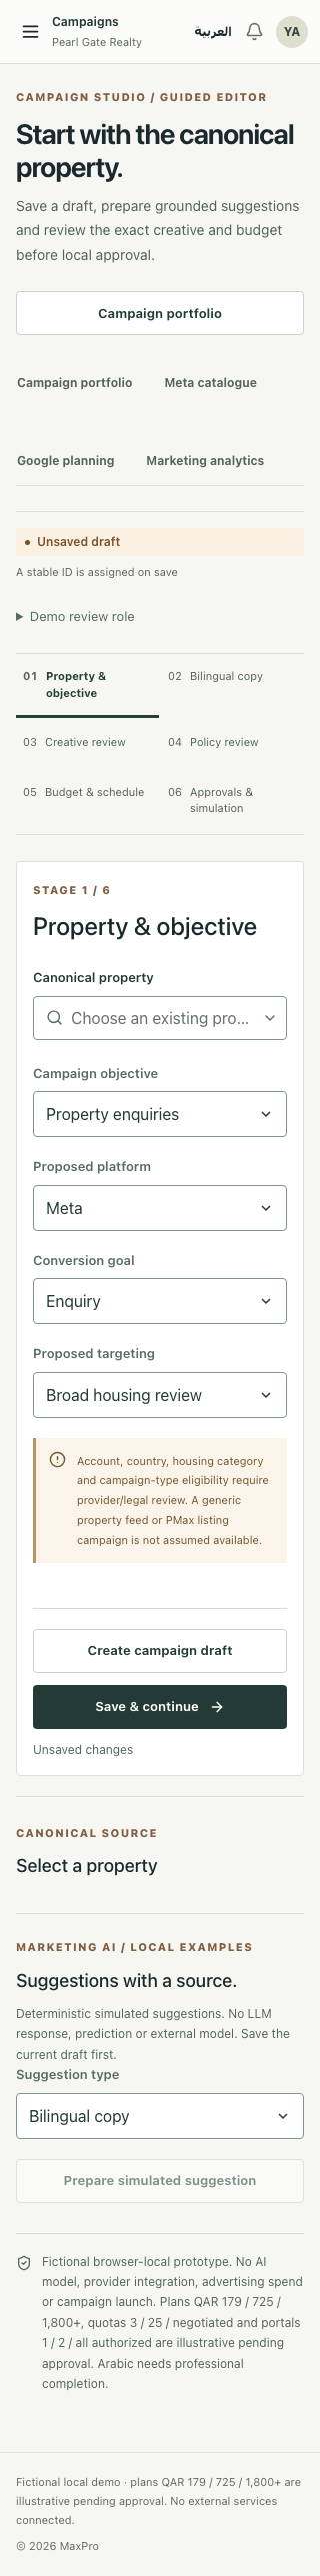 Campaigns
Pearl Gate Realty
العربية
YA
CAMPAIGN STUDIO / GUIDED EDITOR
Start with the canonical
property.
Save a draft, prepare grounded suggestions
and review the exact creative and budget
before local approval.
Campaign portfolio
Campaign portfolio
Meta catalogue
Google planning
Marketing analytics
Unsaved draft
A stable ID is assigned on save
Demo review role
01 Property &
objective
02 Bilingual copy
03 Creative review
04 Policy review
05 Budget & schedule
06 Approvals &
simulation
STAGE 1 / 6
Property & objective
Canonical property
Choose an existing pro...
Campaign objective
Property enquiries
Proposed platform
Meta
Conversion goal
Enquiry
Proposed targeting
Broad housing review
Account, country, housing category
and campaign-type eligibility require
provider/legal review. A generic
property feed or PMax listing
campaign is not assumed available.
Create campaign draft
Save & continue →
Unsaved changes
CANONICAL SOURCE
Select a property
MARKETING AI / LOCAL EXAMPLES
Suggestions with a source.
Deterministic simulated suggestions. No LLM
response, prediction or external model. Save the
current draft first.
Suggestion type
Bilingual copy
Prepare simulated suggestion
Fictional browser-local prototype. No AI
model, provider integration, advertising spend
or campaign launch. Plans QAR 179 / 725 /
1,800+, quotas 3 / 25 / negotiated and portals
1 / 2 / all authorized are illustrative pending
approval. Arabic needs professional
completion.
Fictional local demo · plans QAR 179 / 725 / 1,800+ are
illustrative pending approval. No external services
connected.
© 2026 MaxPro